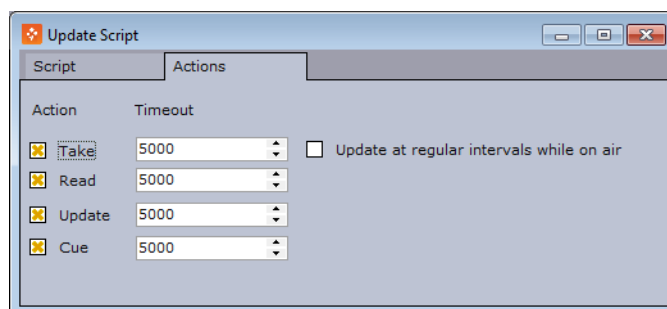 Update Script
Script Actions
Action Timeout
Take 5000 Update at regular intervals while on air
Read 5000
Update 5000
Cue 5000